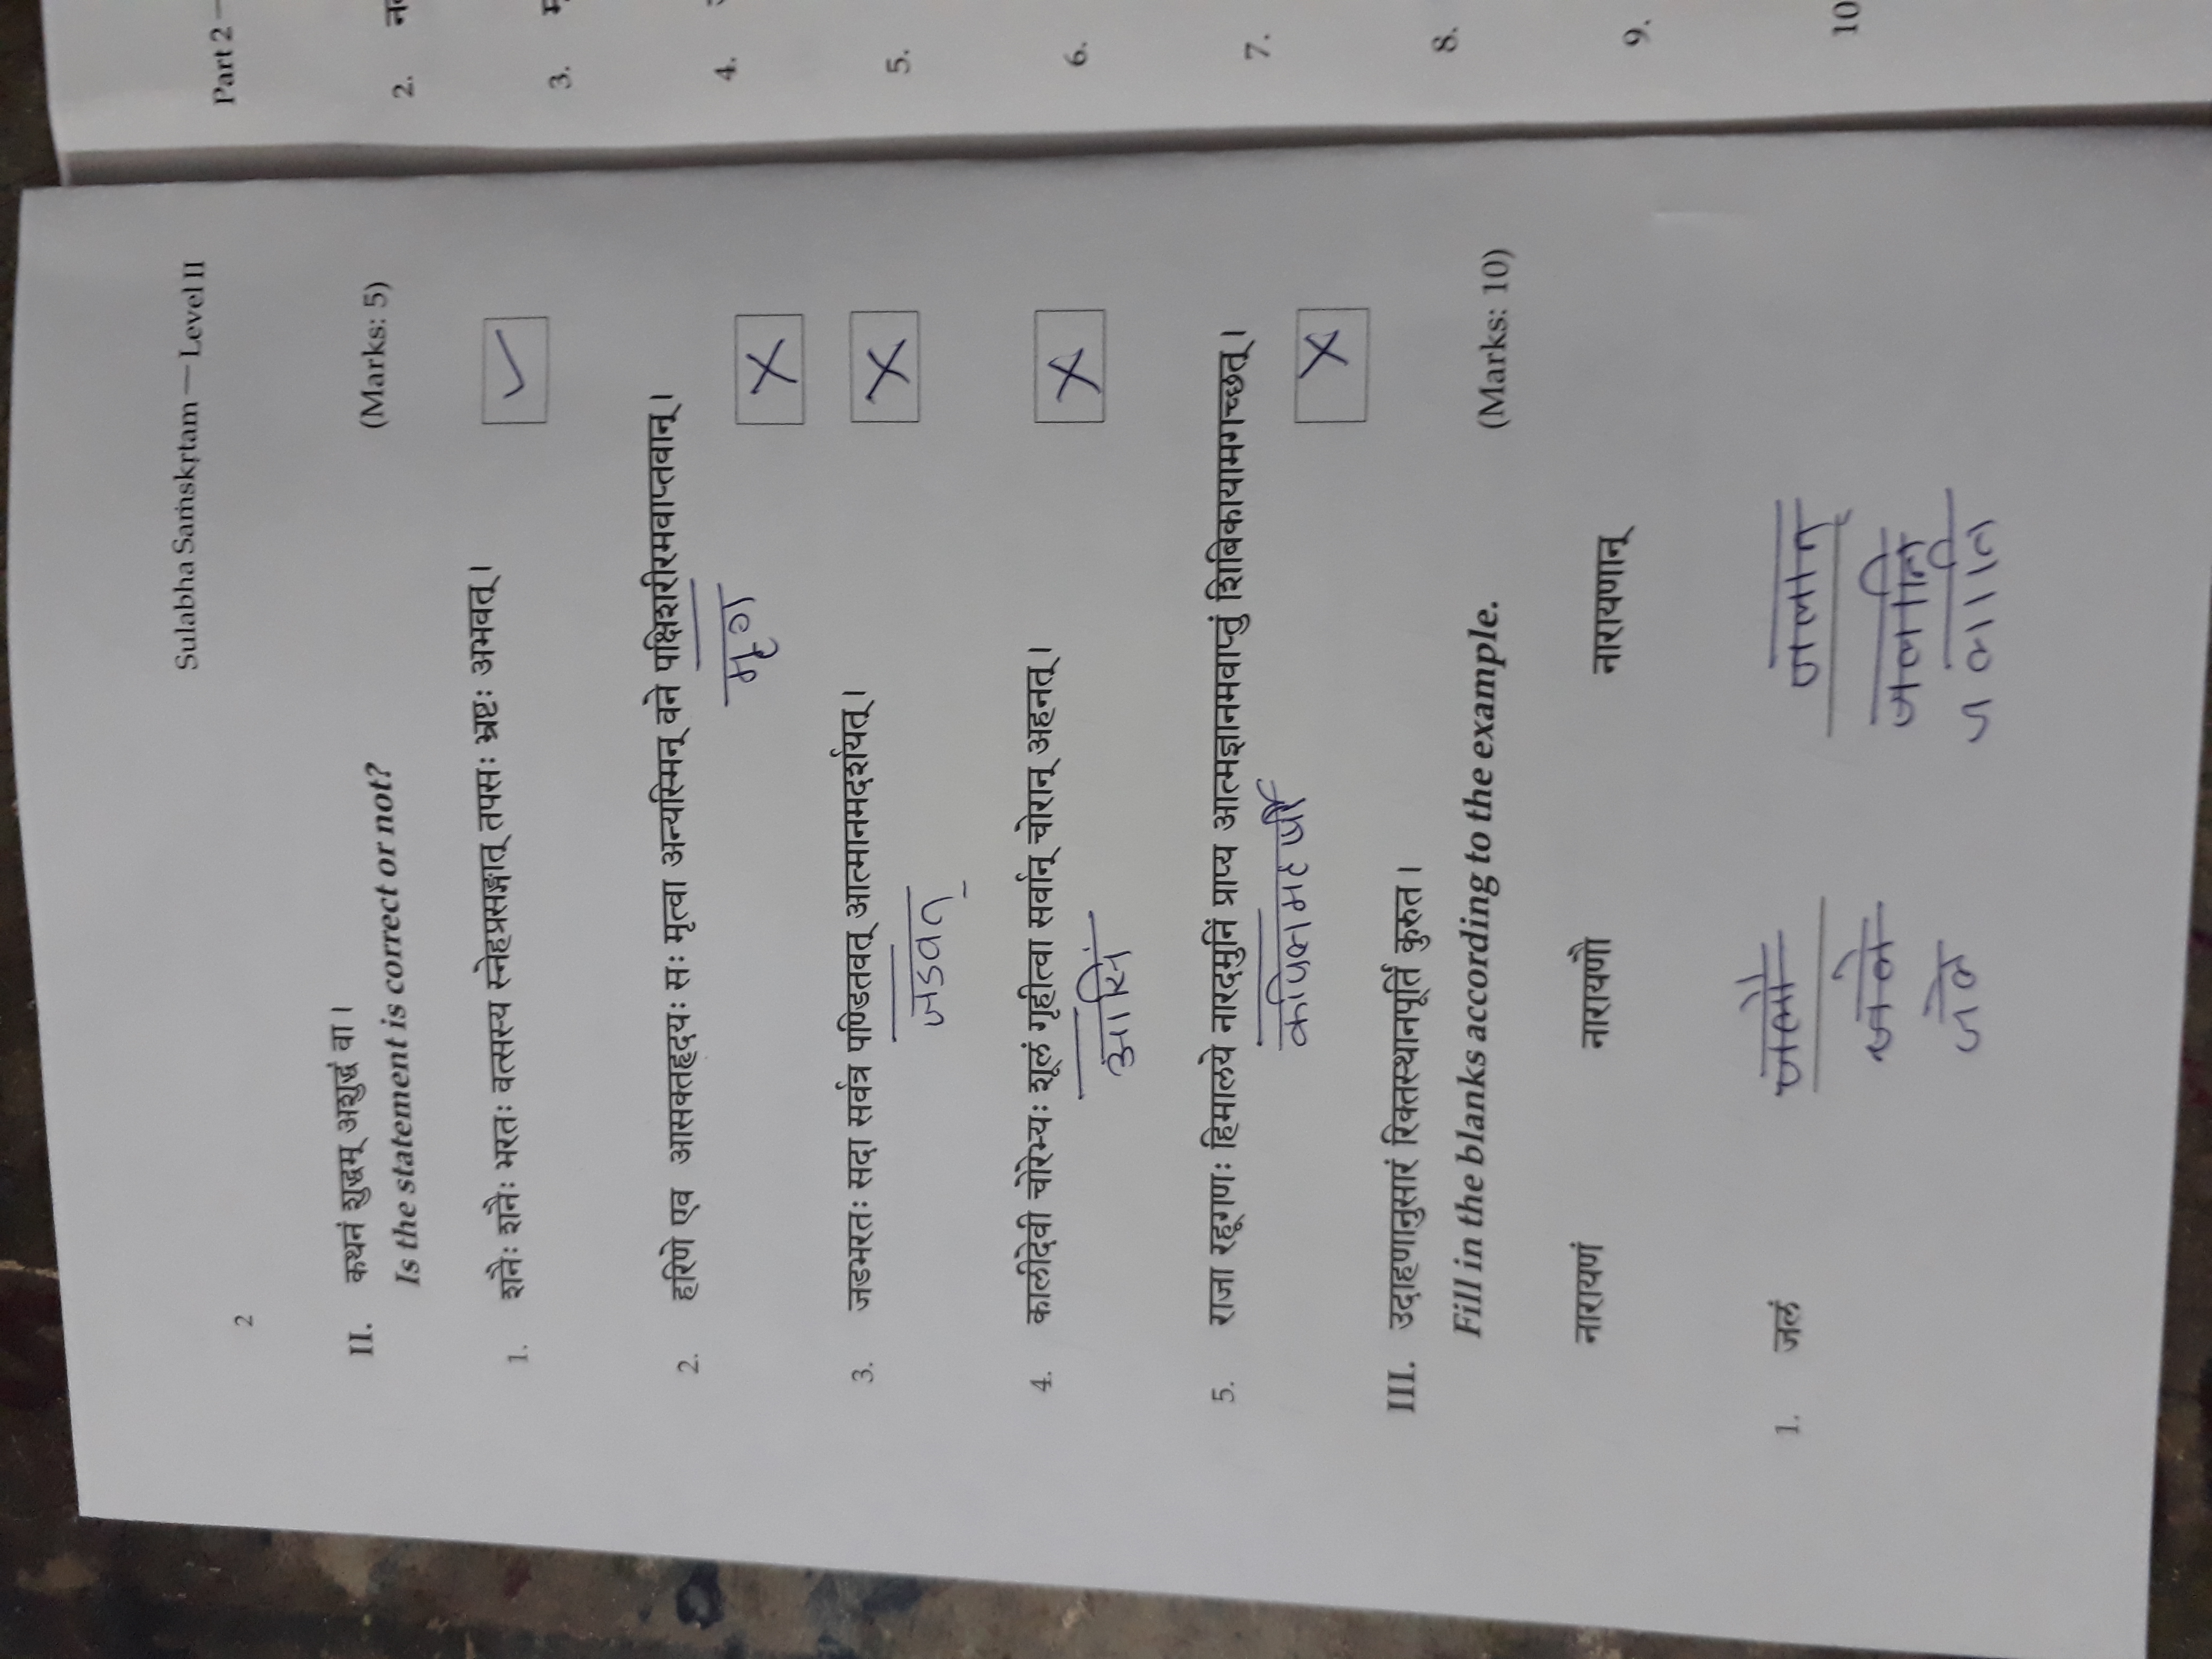 Sulabha Saṁskṛtam — Level II
2
II. कथनं शुद्धम् अशुद्धं वा।
Is the statement is correct or not? (Marks: 5)
1. शनैः शनैः भरतः वत्सस्य स्नेहप्रसङ्गात् तपसः भ्रष्टः अभवत्। ✓
2. हरिणे एव आसक्तहृदयः सः मृत्वा अन्यस्मिन् वने पक्षिशरीरमवाप्तवान्।
मृग
X
3. जडभरतः सदा सर्वत्र पण्डितवत् आत्मानमदर्शयत्। X
जडवत्
4. कालीदेवी चोरेभ्यः शूलं गृहीत्वा सर्वान् चोरान् अहनत्। X
आसिं
5. राजा रहूगणः हिमालये नारदमुनिं प्राप्य आत्मज्ञानमवाप्तुं शिबिकायामगच्छत्।
कपिलमहर्षी
X
III. उदाहणानुसारं रिक्तस्थानपूर्तिं कुरुत।
Fill in the blanks according to the example. (Marks: 10)
नारायणं नारायणौ नारायणान्
1. जलं जलौ जलान्
जले जलानि
जले जलानि
Part 2 —
2.
3.
4.
5.
6.
7.
8.
9.
10